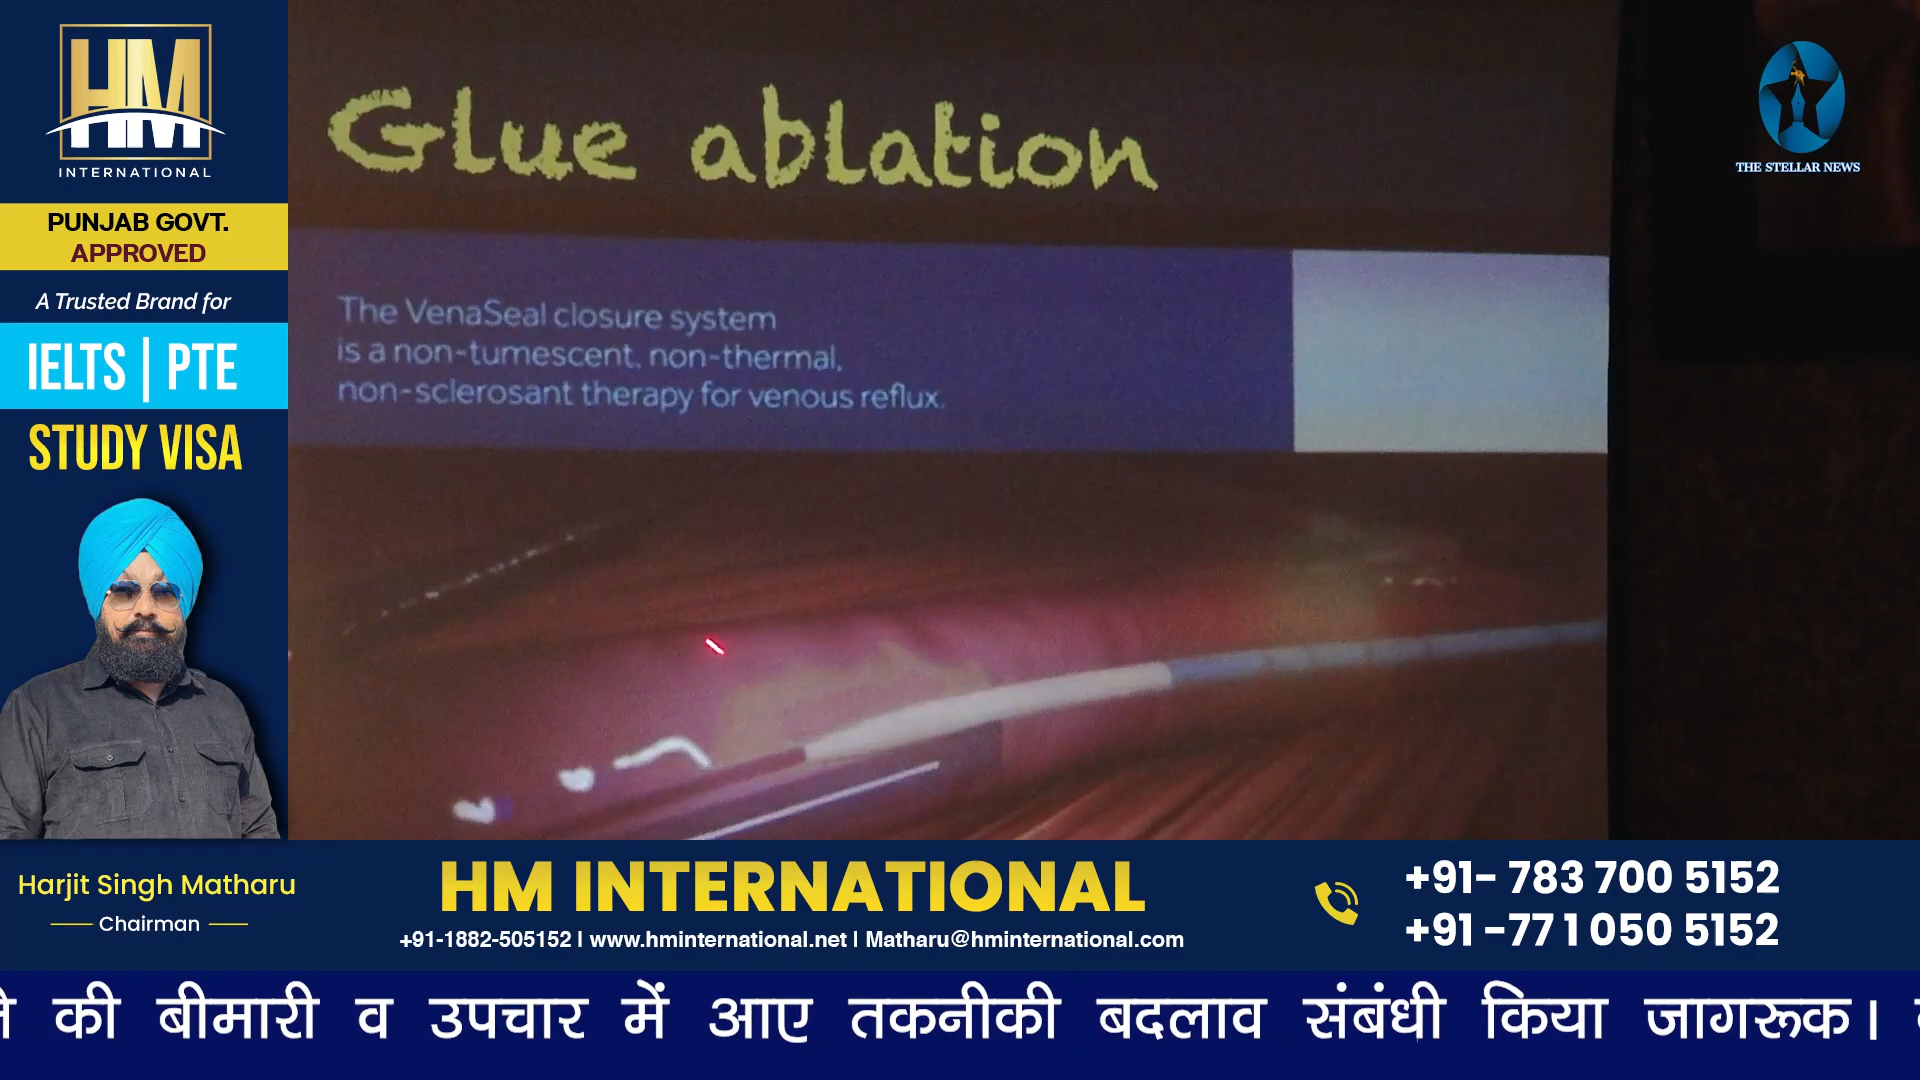 HM
INTERNATIONAL
PUNJAB GOVT.
APPROVED
A Trusted Brand for
IELTS | PTE
STUDY VISA
Harjit Singh Matharu
Chairman
Glue ablation
The VenaSeal closure system
is a non-tumescent, non-thermal,
non-sclerosant therapy for venous reflux.
THE STELLAR NEWS
HM INTERNATIONAL
+91-1882-505152 | www.hminternational.net | Matharu@hminternational.com
+91- 783 700 5152
+91 -77 1 050 5152
की बीमारी व उपचार में आए तकनीकी बदलाव संबंधी किया जागरूक।